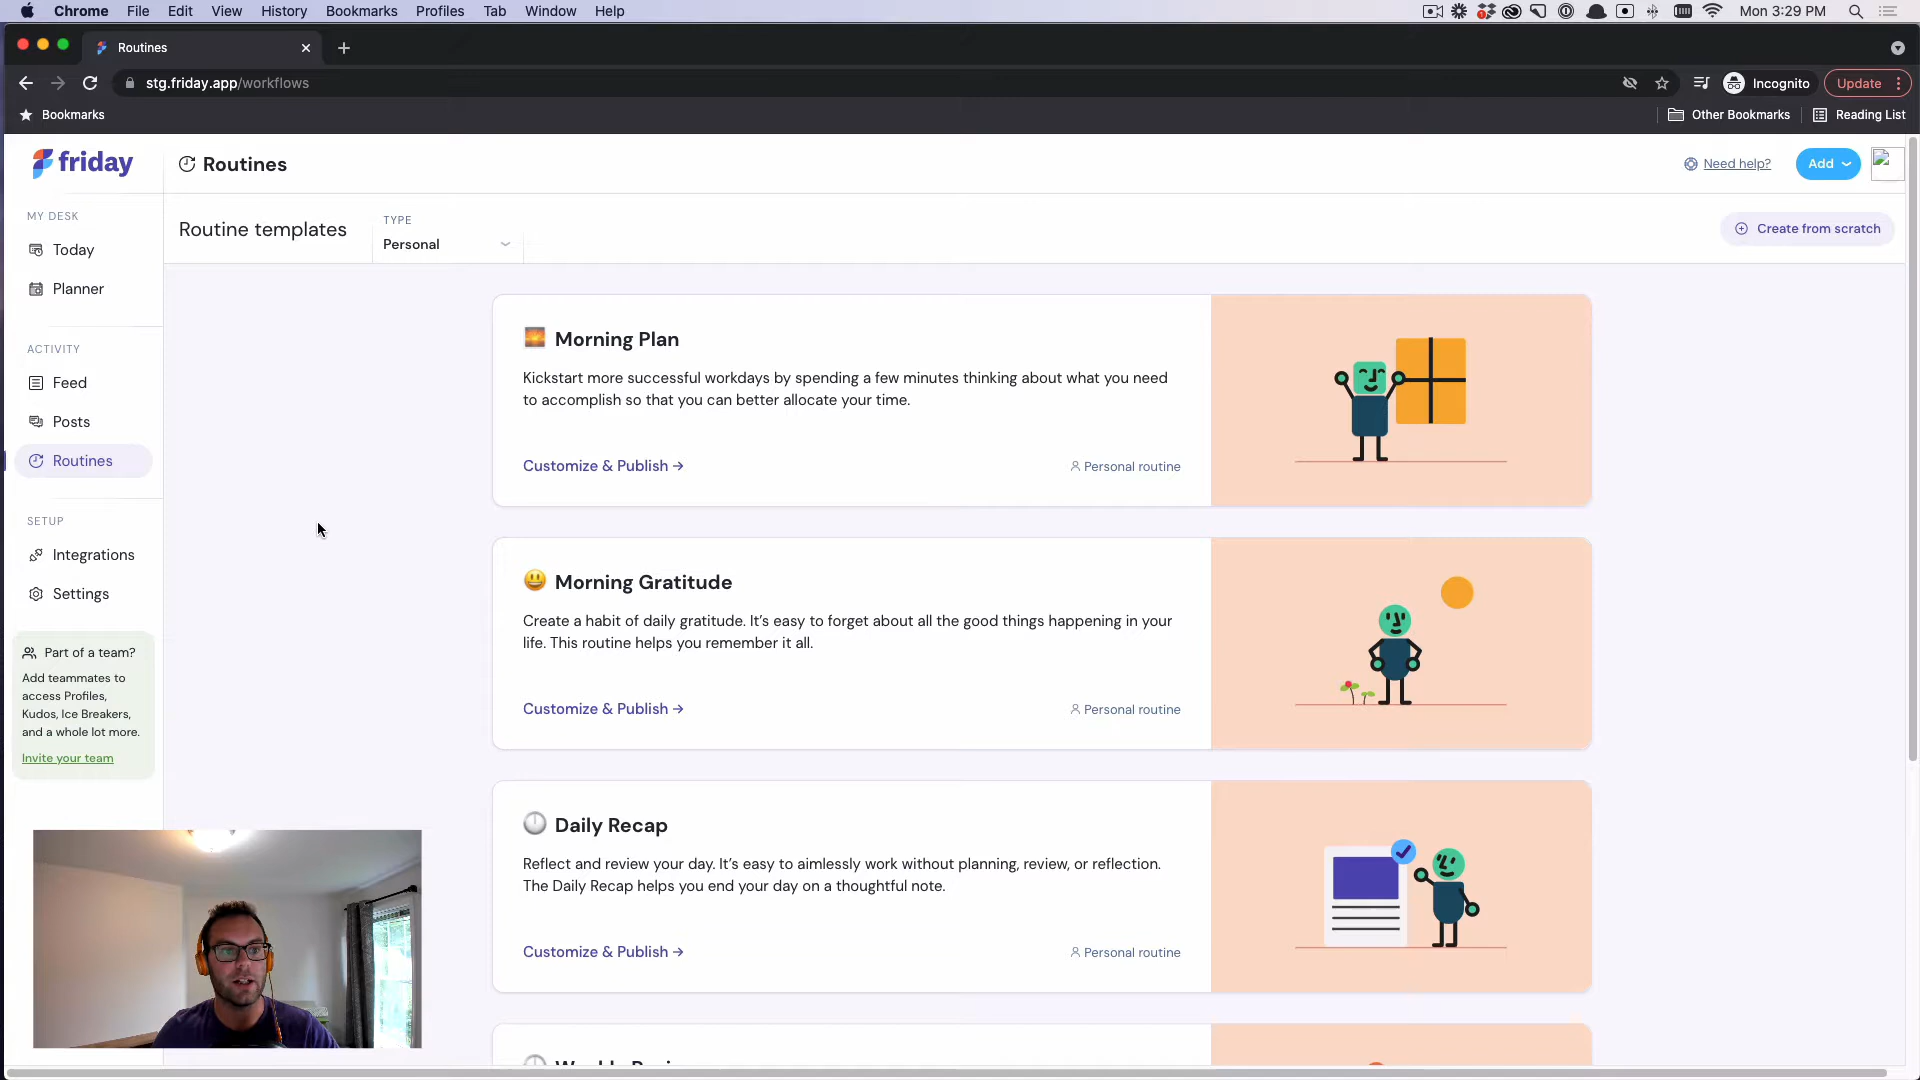 Chrome File Edit View History Bookmarks Profiles Tab Window Help Mon 3:29 PM
Routines
stg.friday.app/workflows
Incognito
Update
Bookmarks
Other Bookmarks
Reading List
friday
Routines
Need help?
Add
MY DESK
Today
Planner
ACTIVITY
Feed
Posts
Routines
SETUP
Integrations
Settings
Part of a team?
Add teammates to
access Profiles,
Kudos, Ice Breakers,
and a whole lot more.
Invite your team
Routine templates
TYPE
Personal
Create from scratch
Morning Plan
Kickstart more successful workdays by spending a few minutes thinking about what you need
to accomplish so that you can better allocate your time.
Customize & Publish →
Personal routine
Morning Gratitude
Create a habit of daily gratitude. It’s easy to forget about all the good things happening in your
life. This routine helps you remember it all.
Customize & Publish →
Personal routine
Daily Recap
Reflect and review your day. It’s easy to aimlessly work without planning, review, or reflection.
The Daily Recap helps you end your day on a thoughtful note.
Customize & Publish →
Personal routine